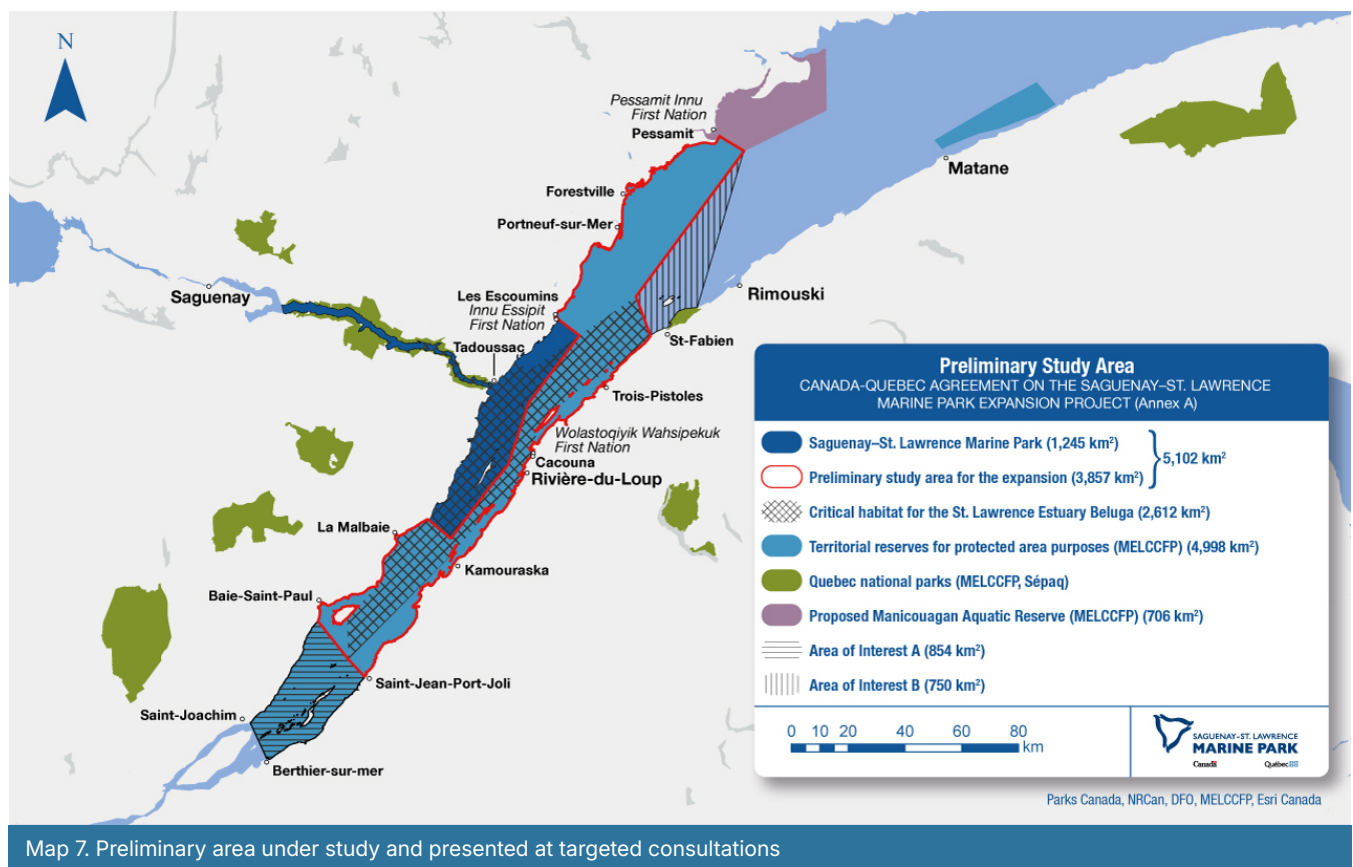 N
Pessamit Innu
First Nation
Pessamit
Matane
Forestville
Portneuf-sur-Mer
Saguenay
Rimouski
Les Escoumins
Innu Essipit
First Nation
St-Fabien
Tadoussac
Trois-Pistoles
Wolastoqiyik Wahsipekuk
First Nation
Cacouna
Rivière-du-Loup
La Malbaie
Kamouraska
Baie-Saint-Paul
Saint-Jean-Port-Joli
Saint-Joachim
Berthier-sur-mer
Preliminary Study Area
CANADA-QUEBEC AGREEMENT ON THE SAGUENAY–ST. LAWRENCE
MARINE PARK EXPANSION PROJECT (Annex A)
Saguenay–St. Lawrence Marine Park (1,245 km²)
5,102 km²
Preliminary study area for the expansion (3,857 km²)
Critical habitat for the St. Lawrence Estuary Beluga (2,612 km²)
Territorial reserves for protected area purposes (MELCCFP) (4,998 km²)
Quebec national parks (MELCCFP, Sépaq)
Proposed Manicouagan Aquatic Reserve (MELCCFP) (706 km²)
Area of Interest A (854 km²)
Area of Interest B (750 km²)
0 10 20 40 60 80
km
SAGUENAY–ST. LAWRENCE
MARINE PARK
Canada Québec
Parks Canada, NRCan, DFO, MELCCFP, Esri Canada
Map 7. Preliminary area under study and presented at targeted consultations